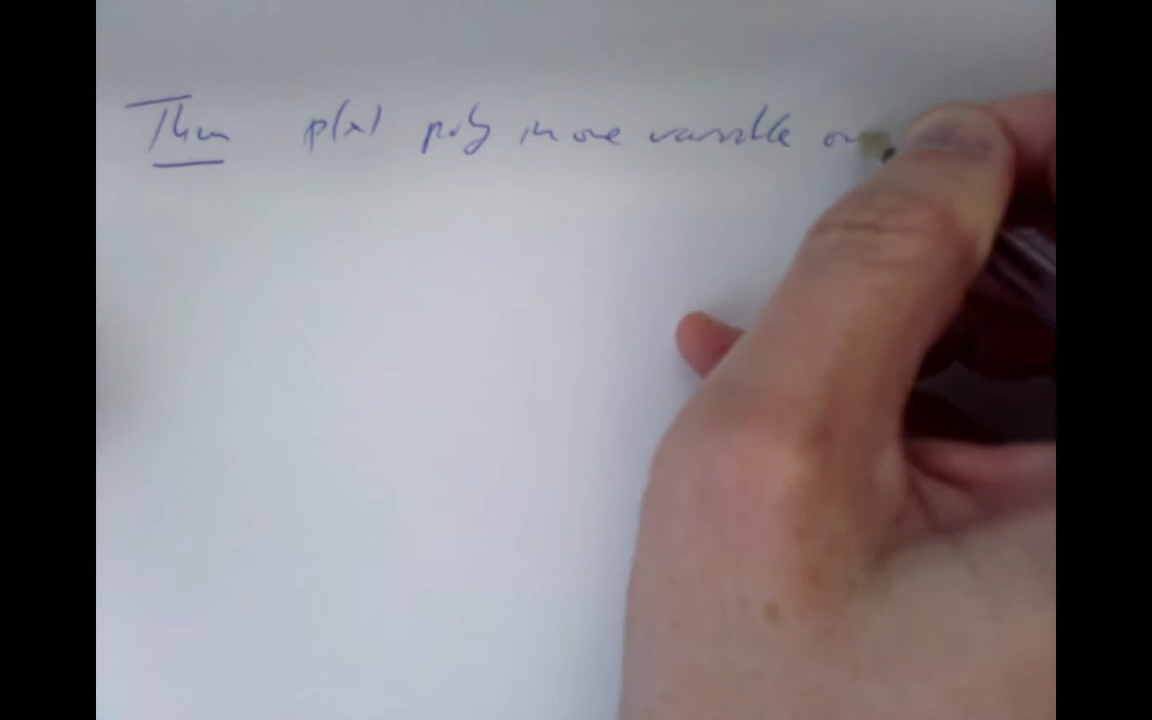 Thm p(x) poly in one variable